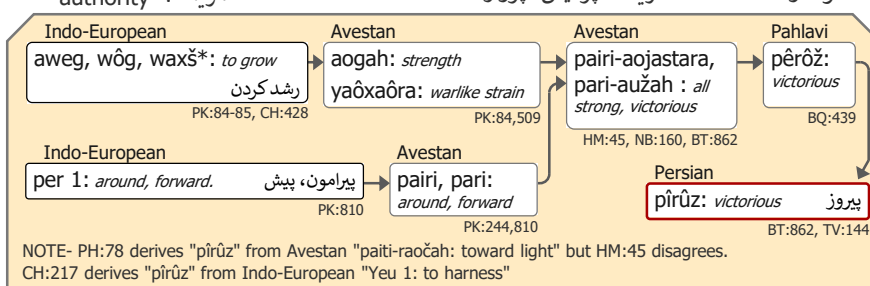 Indo-European
aweg, wôg, waxš*: to grow
رشد کردن
PK:84-85, CH:428
Avestan
aogah: strength
yaôxaôra: warlike strain
PK:84,509
Avestan
pairi-aojastara,
pari-aužah : all
strong, victorious
HM:45, NB:160, BT:862
Pahlavi
pêrôž:
victorious
BQ:439
Indo-European
per 1: around, forward. پیرامون، پیش
PK:810
Avestan
pairi, pari:
around, forward
PK:244,810
Persian
pîrûz: victorious پیروز
BT:862, TV:144
NOTE- PH:78 derives "pîrûz" from Avestan "paiti-raočah: toward light" but HM:45 disagrees.
CH:217 derives "pîrûz" from Indo-European "Yeu 1: to harness"